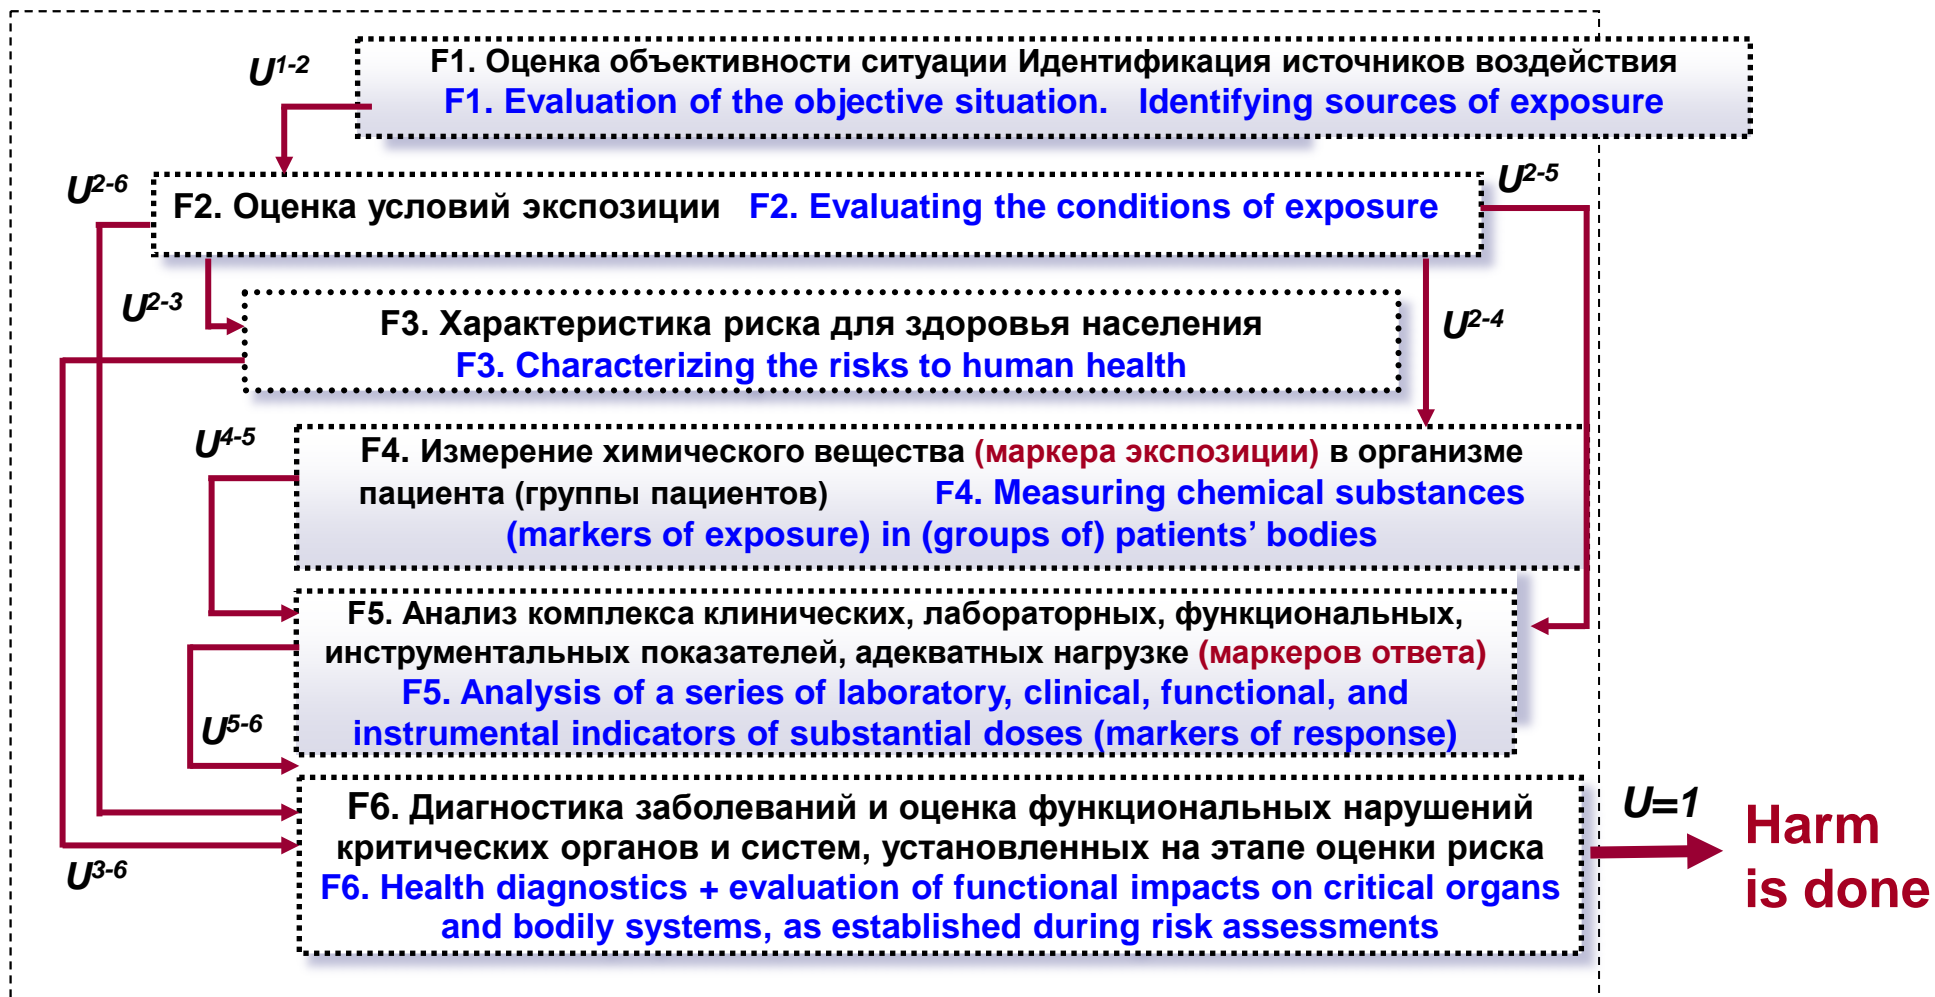 U1-2
F1. Оценка объективности ситуации Идентификация источников воздействия
F1. Evaluation of the objective situation. Identifying sources of exposure
U2-6
U2-5
F2. Оценка условий экспозиции F2. Evaluating the conditions of exposure
U2-3
F3. Характеристика риска для здоровья населения
F3. Characterizing the risks to human health
U2-4
U4-5
F4. Измерение химического вещества (маркера экспозиции) в организме
пациента (группы пациентов) F4. Measuring chemical substances
(markers of exposure) in (groups of) patients’ bodies
F5. Анализ комплекса клинических, лабораторных, функциональных,
инструментальных показателей, адекватных нагрузке (маркеров ответа)
F5. Analysis of a series of laboratory, clinical, functional, and
instrumental indicators of substantial doses (markers of response)
U5-6
F6. Диагностика заболеваний и оценка функциональных нарушений
критических органов и систем, установленных на этапе оценки риска
F6. Health diagnostics + evaluation of functional impacts on critical organs
and bodily systems, as established during risk assessments
U3-6
U=1
Harm
is done